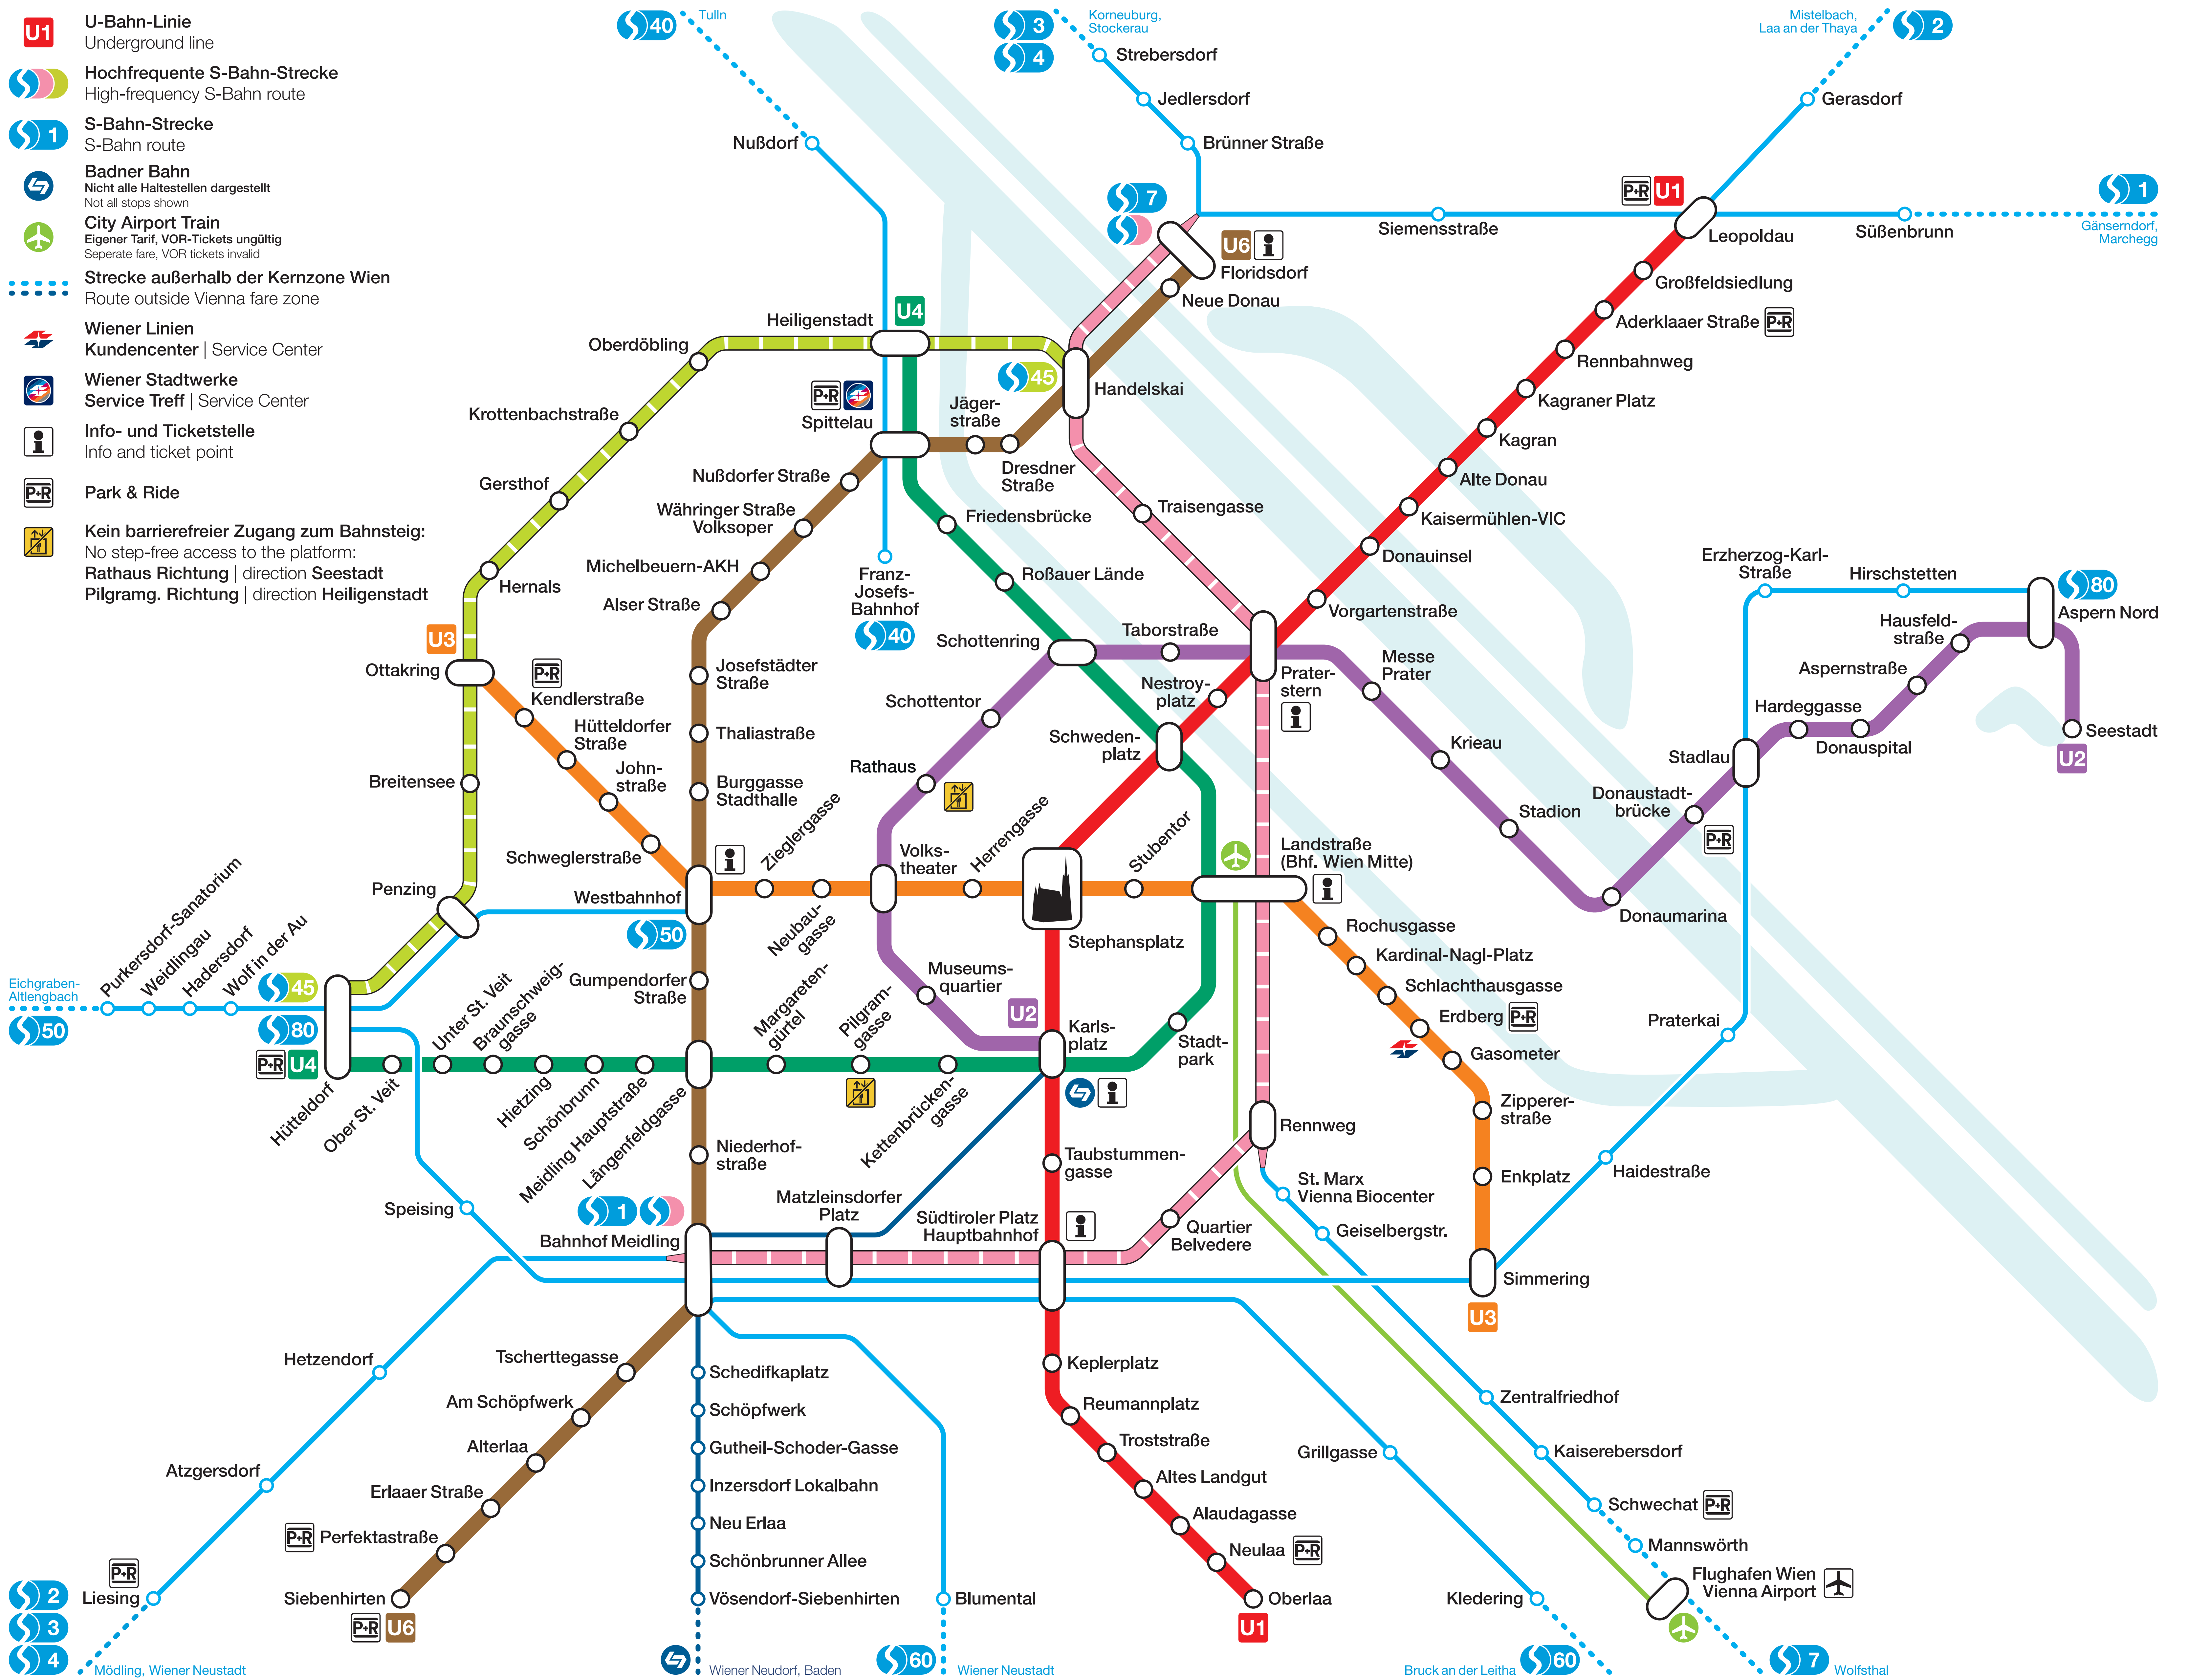 U1
U-Bahn-Linie
Underground line
Hochfrequente S-Bahn-Strecke
High-frequency S-Bahn route
1
S-Bahn-Strecke
S-Bahn route
Badner Bahn
Nicht alle Haltestellen dargestellt
Not all stops shown
City Airport Train
Eigener Tarif, VOR-Tickets ungültig
Seperate fare, VOR tickets invalid
Strecke außerhalb der Kernzone Wien
Route outside Vienna fare zone
Wiener Linien
Kundencenter | Service Center
Wiener Stadtwerke
Service Treff | Service Center
Info- und Ticketstelle
Info and ticket point
P+R
Park & Ride
Kein barrierefreier Zugang zum Bahnsteig:
No step-free access to the platform:
Rathaus Richtung | direction Seestadt
Pilgramg. Richtung | direction Heiligenstadt
40
Tulln
Nußdorf
3
4
Korneuburg,
Stockerau
Strebersdorf
Jedlersdorf
Brünner Straße
Mistelbach,
Laa an der Thaya
2
Gerasdorf
7
P+R
U1
1
Siemensstraße
Leopoldau
Süßenbrunn
Gänserndorf,
Marchegg
U6
Floridsdorf
Neue Donau
Großfeldsiedlung
Aderklaaer Straße
P+R
Rennbahnweg
Kagraner Platz
Kagran
Alte Donau
Kaisermühlen-VIC
Donauinsel
Vorgartenstraße
Heiligenstadt
U4
Oberdöbling
45
Handelskai
Krottenbachstraße
P+R
Spittelau
Jäger-
straße
Dresdner
Straße
Gersthof
Nußdorfer Straße
Währinger Straße
Volksoper
Friedensbrücke
Traisengasse
Hernals
Michelbeuern-AKH
Alser Straße
Franz-
Josefs-
Bahnhof
40
Roßauer Lände
Erzherzog-Karl-
Straße
Hirschstetten
80
Aspern Nord
U3
Ottakring
P+R
Kendlerstraße
Hütteldorfer
Straße
John-
straße
Schweglerstraße
Josefstädter
Straße
Thaliastraße
Burggasse
Stadthalle
Schottenring
Taborstraße
Schottentor
Nestroy-
platz
Prater-
stern
Messe
Prater
Schweden-
platz
Krieau
Stadion
Donaumarina
Donaustadt-
brücke
P+R
Stadlau
Hardeggasse
Donauspital
Aspernstraße
Hausfeld-
straße
Seestadt
U2
Rathaus
Breitensee
Penzing
Westbahnhof
50
Zieglergasse
Neubau-
gasse
Volks-
theater
Herrengasse
Stephansplatz
Stubentor
Landstraße
(Bhf. Wien Mitte)
Rochusgasse
Kardinal-Nagl-Platz
Schlachthausgasse
Erdberg
P+R
Gasometer
Zipperer-
straße
Enkplatz
Simmering
U3
Praterkai
Haidestraße
Eichgraben-
Altlengbach
50
Purkersdorf-Sanatorium
Weidlingau
Hadersdorf
Wolf in der Au
45
80
P+R
U4
Hütteldorf
Ober St. Veit
Unter St. Veit
Braunschweig-
gasse
Hietzing
Schönbrunn
Meidling Hauptstraße
Längenfeldgasse
Gumpendorfer
Straße
Margareten-
gürtel
Pilgram-
gasse
Kettenbrücken-
gasse
Museums-
quartier
U2
Karls-
platz
Stadt-
park
Speising
Niederhof-
straße
1
Bahnhof Meidling
Matzleinsdorfer
Platz
Südtiroler Platz
Hauptbahnhof
Taubstummen-
gasse
Quartier
Belvedere
Rennweg
St. Marx
Vienna Biocenter
Geiselbergstr.
Hetzendorf
Atzgersdorf
P+R
Liesing
2
3
4
Mödling, Wiener Neustadt
Tscherttegasse
Am Schöpfwerk
Alterlaa
Erlaaer Straße
P+R
Perfektastraße
Siebenhirten
P+R
U6
Schedifkaplatz
Schöpfwerk
Gutheil-Schoder-Gasse
Inzersdorf Lokalbahn
Neu Erlaa
Schönbrunner Allee
Vösendorf-Siebenhirten
Wiener Neudorf, Baden
Blumental
60
Wiener Neustadt
Keplerplatz
Reumannplatz
Troststraße
Altes Landgut
Alaudagasse
Neulaa
P+R
Oberlaa
U1
Grillgasse
Kledering
Bruck an der Leitha
60
Zentralfriedhof
Kaiserebersdorf
Schwechat
P+R
Mannswörth
Flughafen Wien
Vienna Airport
7
Wolfsthal